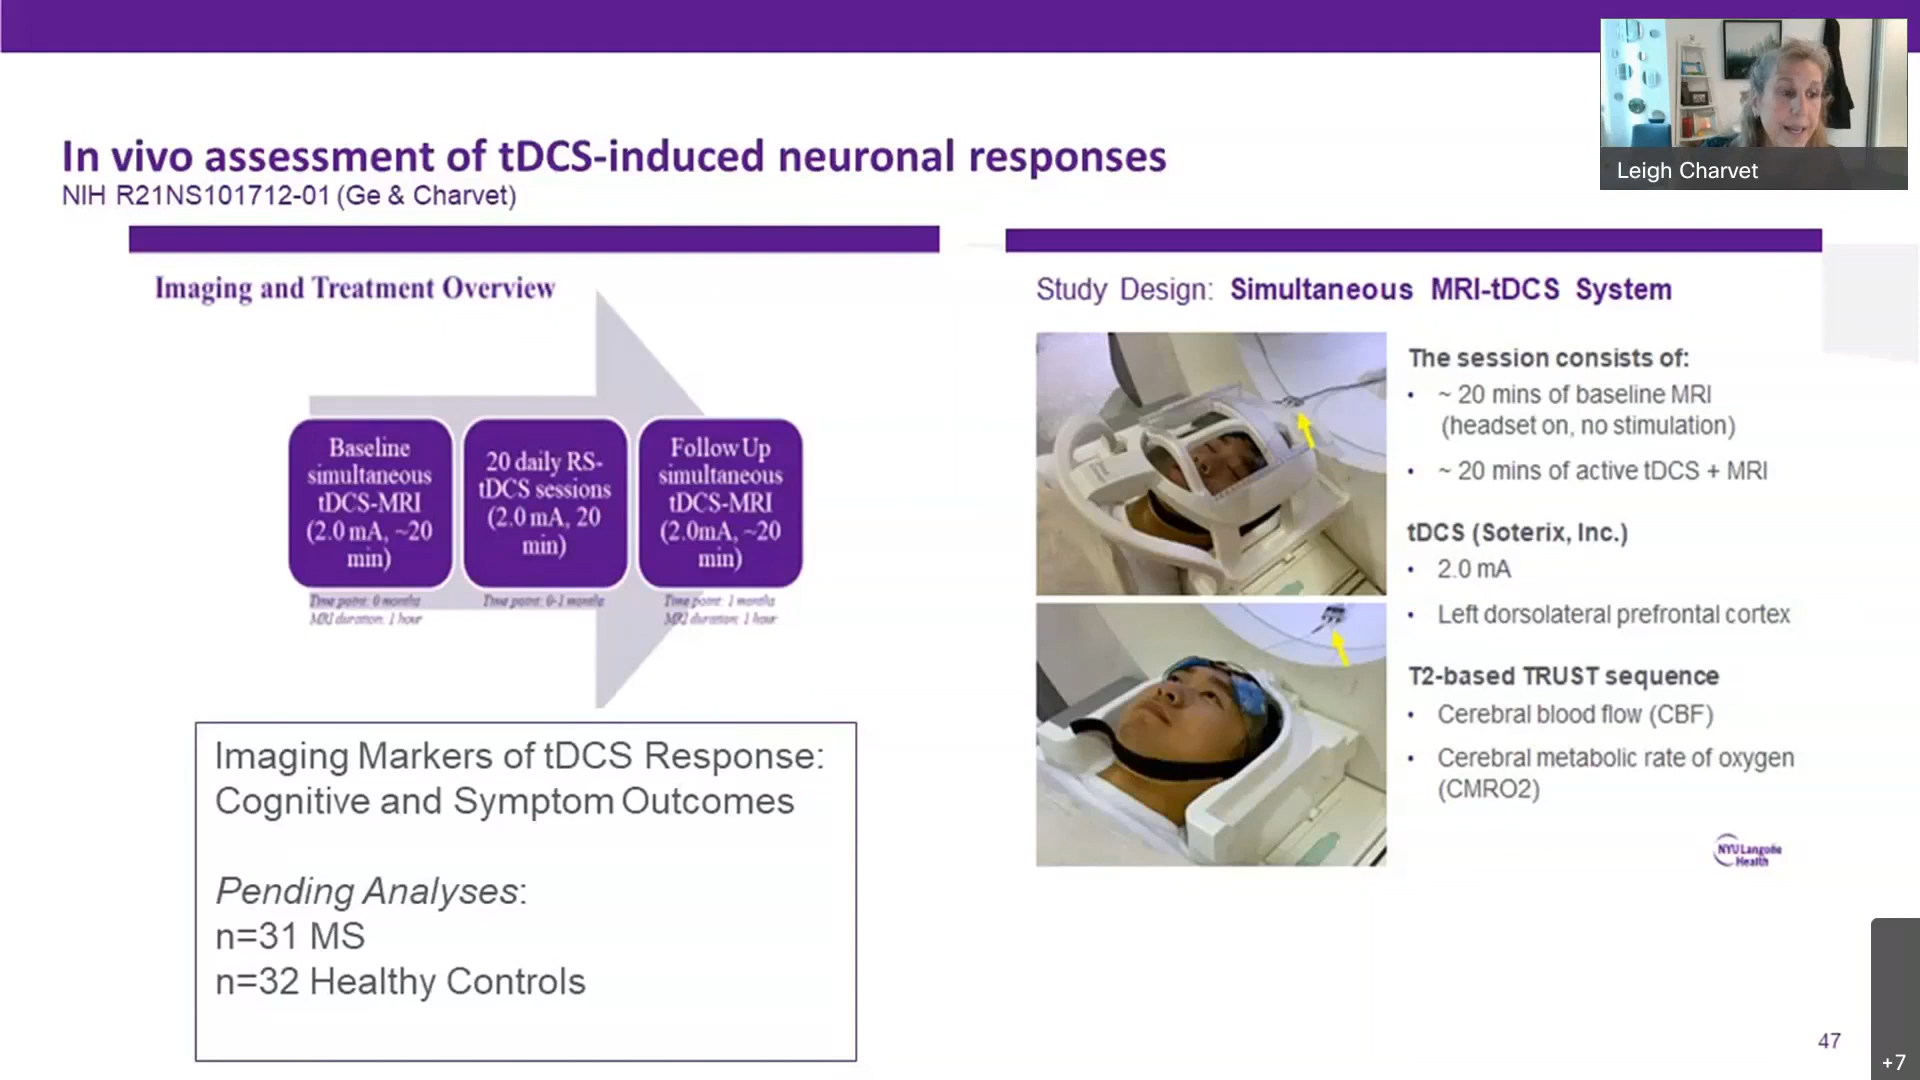 Leigh Charvet
In vivo assessment of tDCS-induced neuronal responses
NIH R21NS101712-01 (Ge & Charvet)
Imaging and Treatment Overview
Baseline
simultaneous
tDCS-MRI
(2.0 mA, ~20
min)
20 daily RS-
tDCS sessions
(2.0 mA, 20
min)
Follow Up
simultaneous
tDCS-MRI
(2.0mA, ~20
min)
Time point: 0 months
MRI duration: 1 hour
Time point: 0-1 months
Time point: 1 months
MRI duration: 1 hour
Imaging Markers of tDCS Response:
Cognitive and Symptom Outcomes
Pending Analyses:
n=31 MS
n=32 Healthy Controls
Study Design: Simultaneous MRI-tDCS System
The session consists of:
• ~ 20 mins of baseline MRI
(headset on, no stimulation)
• ~ 20 mins of active tDCS + MRI
tDCS (Soterix, Inc.)
• 2.0 mA
• Left dorsolateral prefrontal cortex
T2-based TRUST sequence
• Cerebral blood flow (CBF)
• Cerebral metabolic rate of oxygen
(CMRO2)
NYU Langone
Health
47
+7